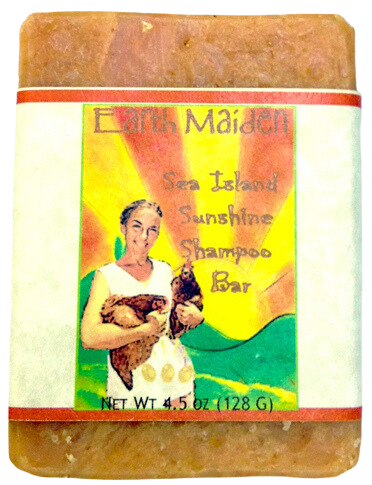 Earth Maiden
Sea Island
Sunshine
Shampoo
Bar
NET WT 4.5 OZ (128 G)